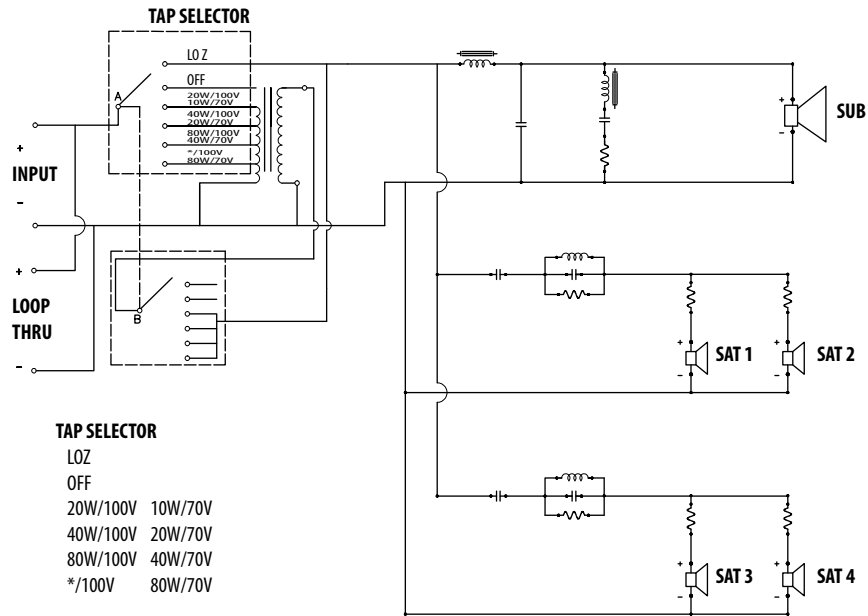 TAP SELECTOR
LO Z
OFF
20W/100V
10W/70V
40W/100V
20W/70V
80W/100V
40W/70V
*/100V
80W/70V
A
+
INPUT
-
+
LOOP
THRU
-
B
+
-
SUB
+
-
SAT 1
+
-
SAT 2
+
-
SAT 3
+
-
SAT 4
TAP SELECTOR
LOZ
OFF
20W/100V 10W/70V
40W/100V 20W/70V
80W/100V 40W/70V
*/100V 80W/70V